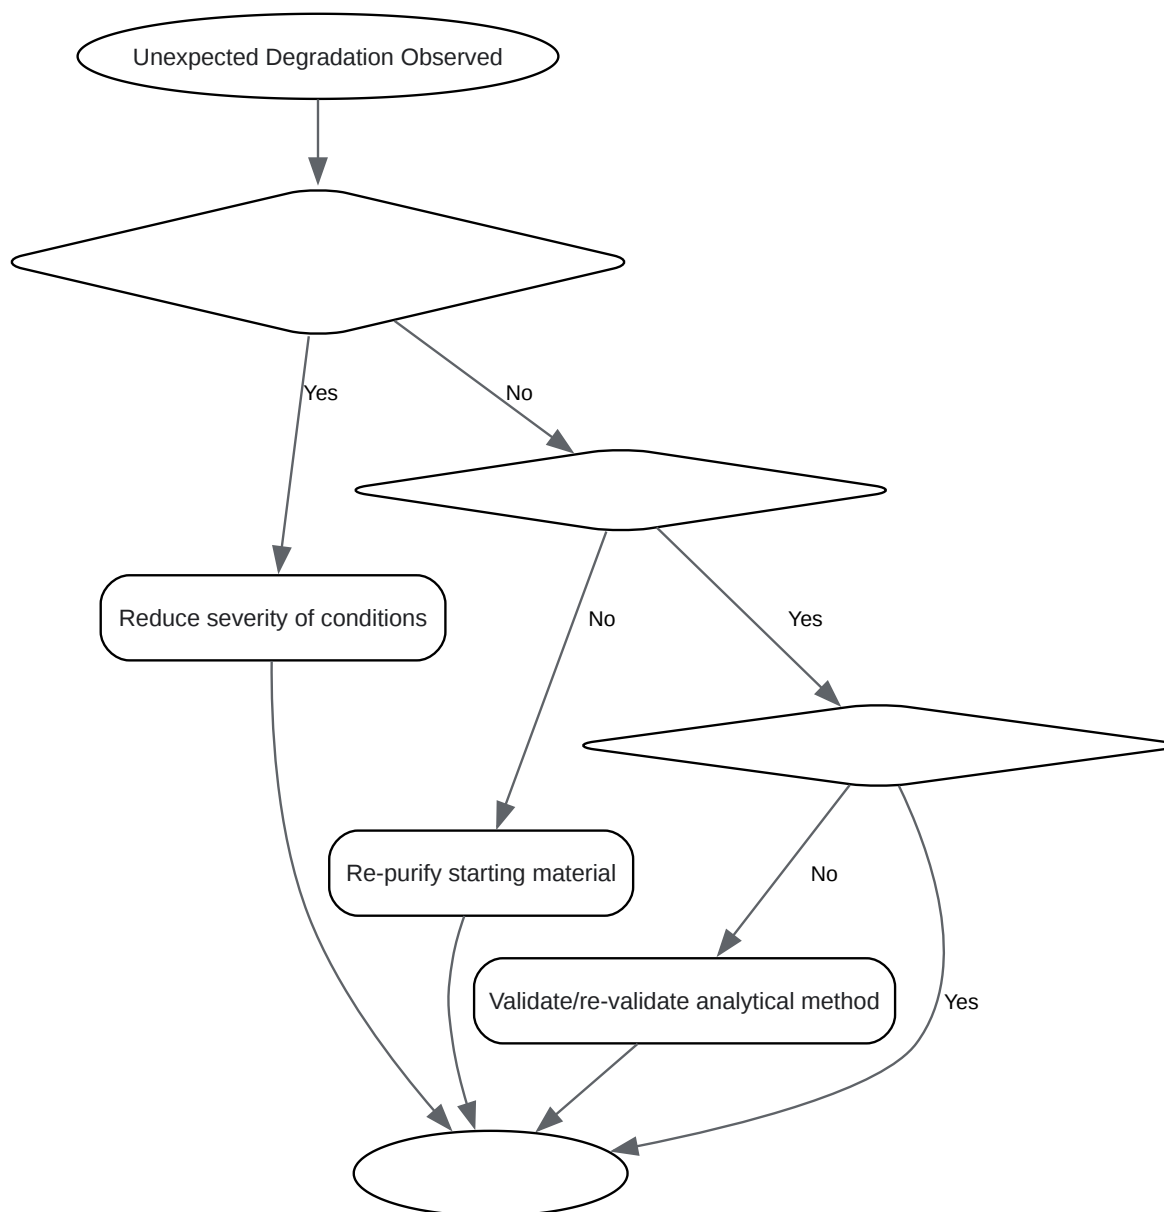 Unexpected Degradation Observed
Yes
No
Reduce severity of conditions
No
Yes
Re-purify starting material
No
Validate/re-validate analytical method
Yes